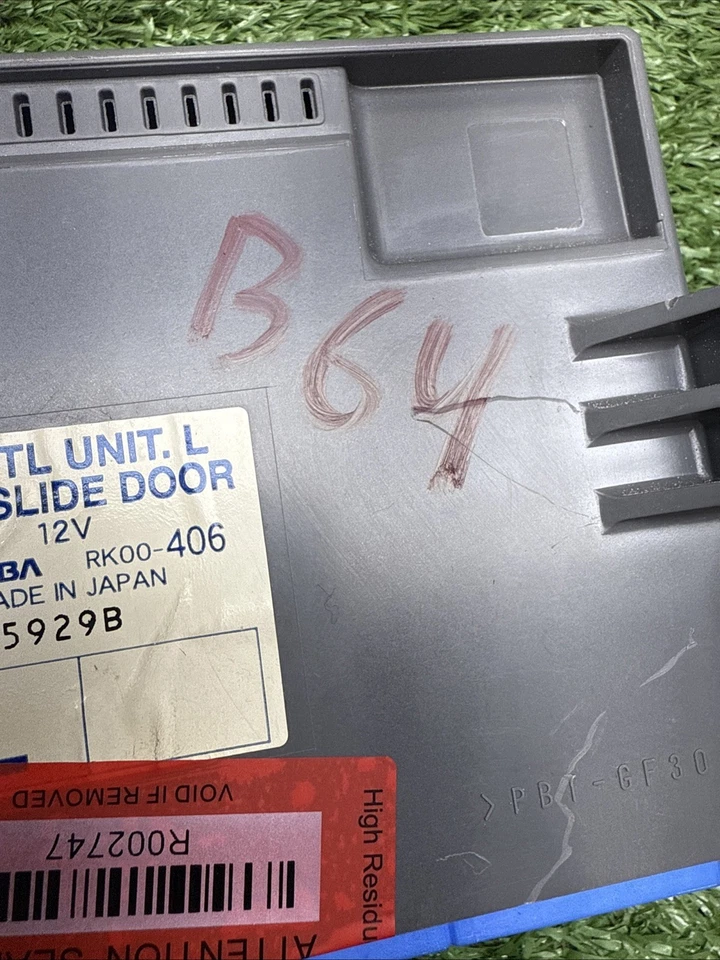 B64
TL UNIT. L
SLIDE DOOR
12V
BA RK00-406
ADE IN JAPAN
5929B
>PBT-GF30
VOID IF REMOVED
R002747
High Residu
ATTENTION SEA